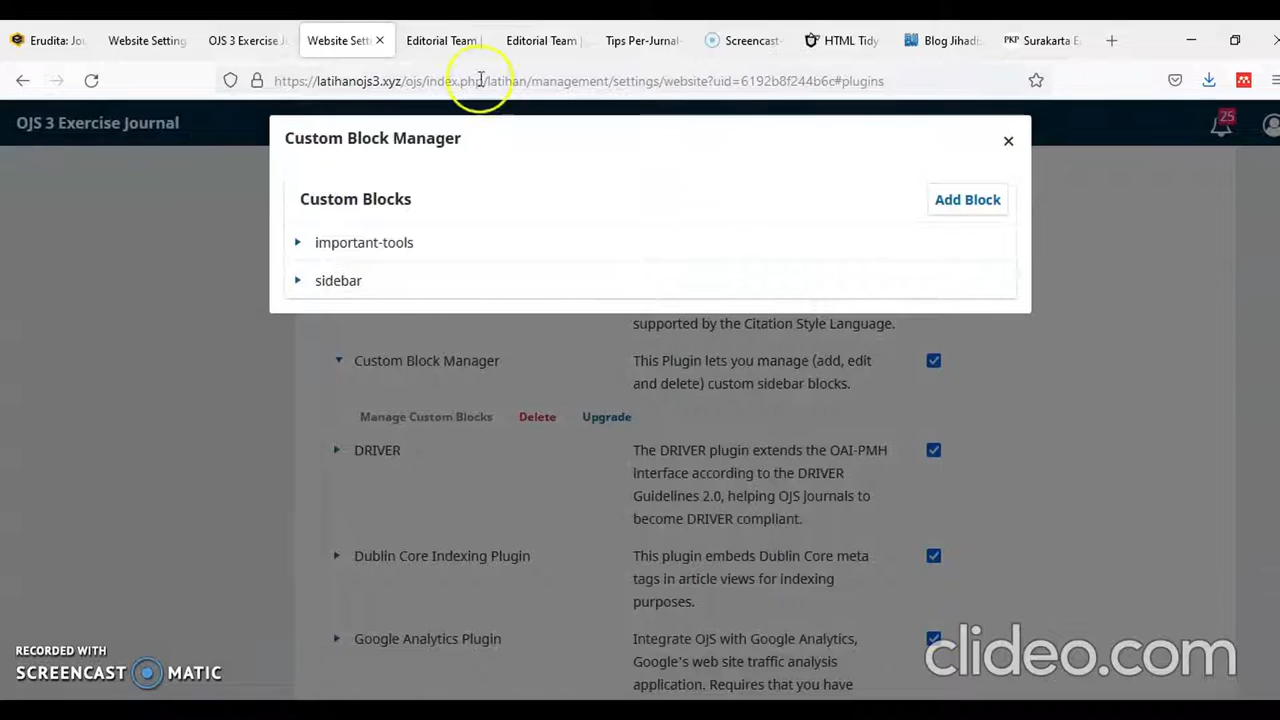 Erudita: Jou
Website Setting
OJS 3 Exercise J
Website Sett
Editorial Team |
Editorial Team |
Tips Per-Jurnal-
Screencast-
HTML Tidy
Blog Jihadi
PKP Surakarta E
https://latihanojs3.xyz/ojs/index.php/latihan/management/settings/website?uid=6192b8f244b6c#plugins
OJS 3 Exercise Journal
25
Custom Block Manager
Custom Blocks
Add Block
important-tools
sidebar
supported by the Citation Style Language.
Custom Block Manager
This Plugin lets you manage (add, edit
and delete) custom sidebar blocks.
Manage Custom Blocks Delete Upgrade
DRIVER
The DRIVER plugin extends the OAI-PMH
interface according to the DRIVER
Guidelines 2.0, helping OJS journals to
become DRIVER compliant.
Dublin Core Indexing Plugin
This plugin embeds Dublin Core meta
tags in article views for indexing
purposes.
Google Analytics Plugin
Integrate OJS with Google Analytics,
Google's web site traffic analysis
application. Requires that you have
RECORDED WITH
SCREENCAST MATIC
clideo.com